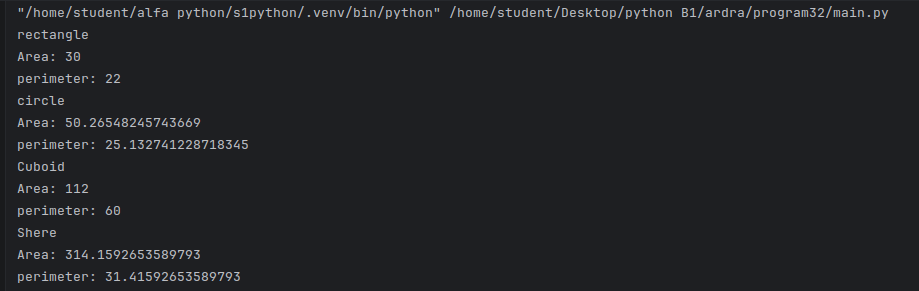 "/home/student/alfa python/s1python/.venv/bin/python" /home/student/Desktop/python B1/ardra/program32/main.py
rectangle
Area: 30
perimeter: 22
circle
Area: 50.26548245743669
perimeter: 25.132741228718345
Cuboid
Area: 112
perimeter: 60
Shere
Area: 314.1592653589793
perimeter: 31.41592653589793